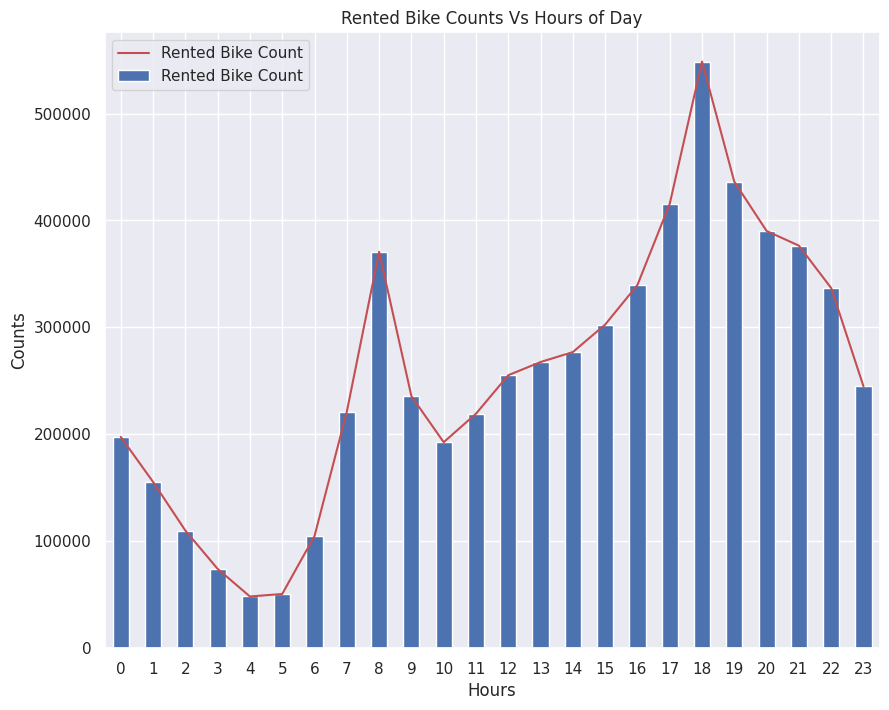 Rented Bike Counts Vs Hours of Day
Rented Bike Count
Rented Bike Count
500000
400000
300000
200000
100000
0
Counts
0 1 2 3 4 5 6 7 8 9 10 11 12 13 14 15 16 17 18 19 20 21 22 23
Hours